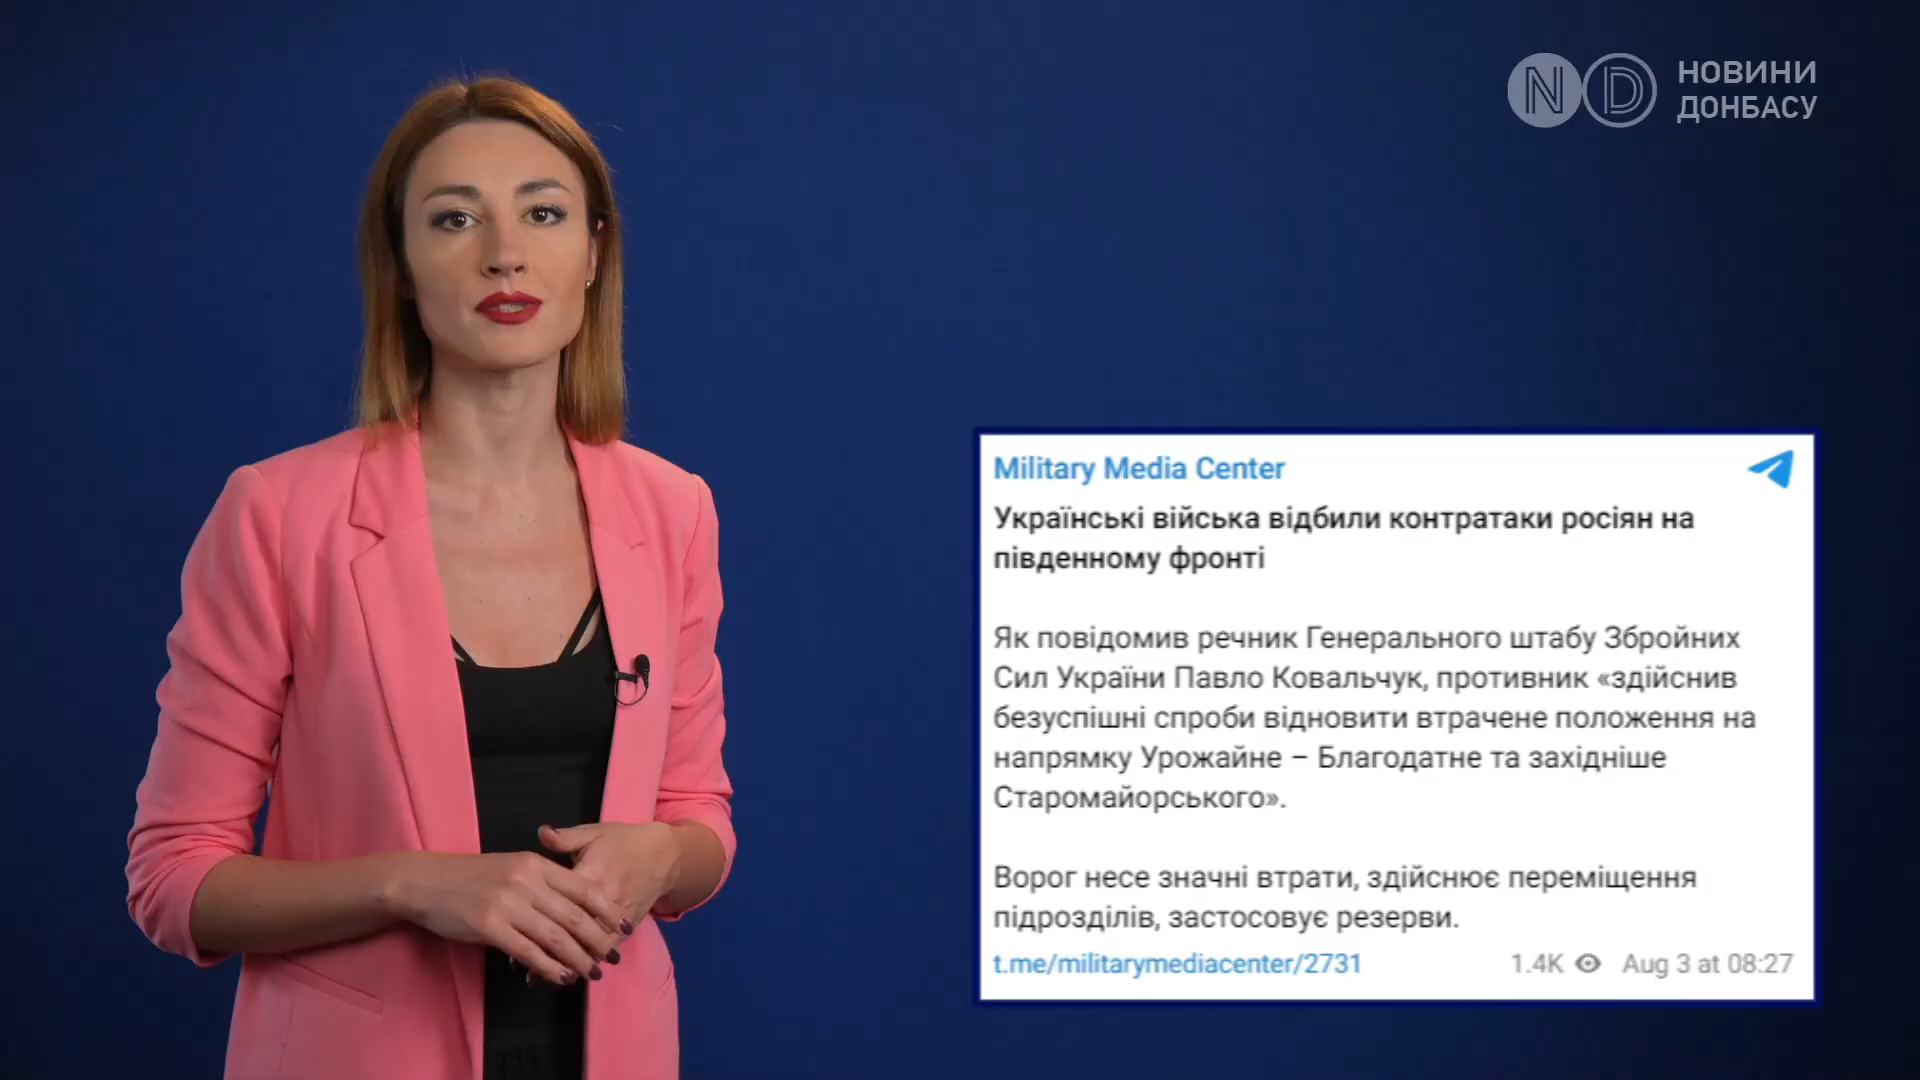 ND НОВИНИ
ДОНБАСУ
Military Media Center
Українські війська відбили контратаки росіян на
південному фронті
Як повідомив речник Генерального штабу Збройних
Сил України Павло Ковальчук, противник «здійснив
безуспішні спроби відновити втрачене положення на
напрямку Урожайне – Благодатне та західніше
Старомайорського».
Ворог несе значні втрати, здійснює переміщення
підрозділів, застосовує резерви.
t.me/militarymediacenter/2731 1.4K Aug 3 at 08:27